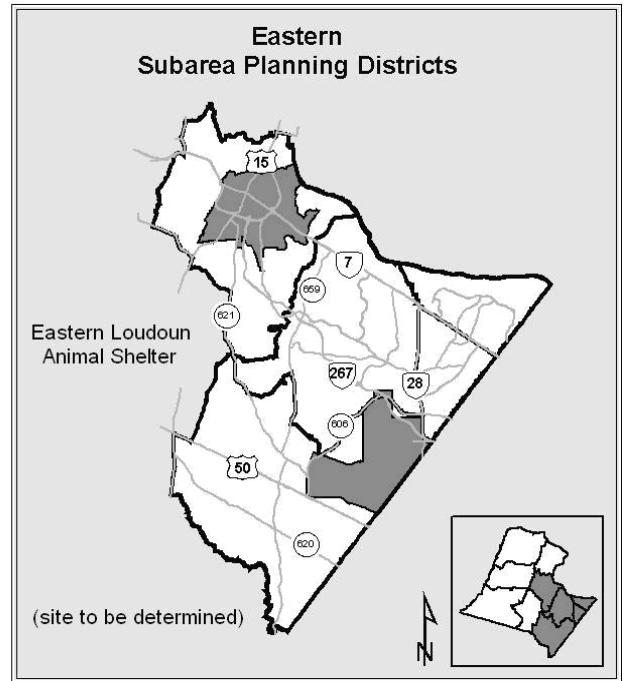 Eastern
Subarea Planning Districts
15
7
659
621
Eastern Loudoun
Animal Shelter
267
28
606
50
620
(site to be determined)
N